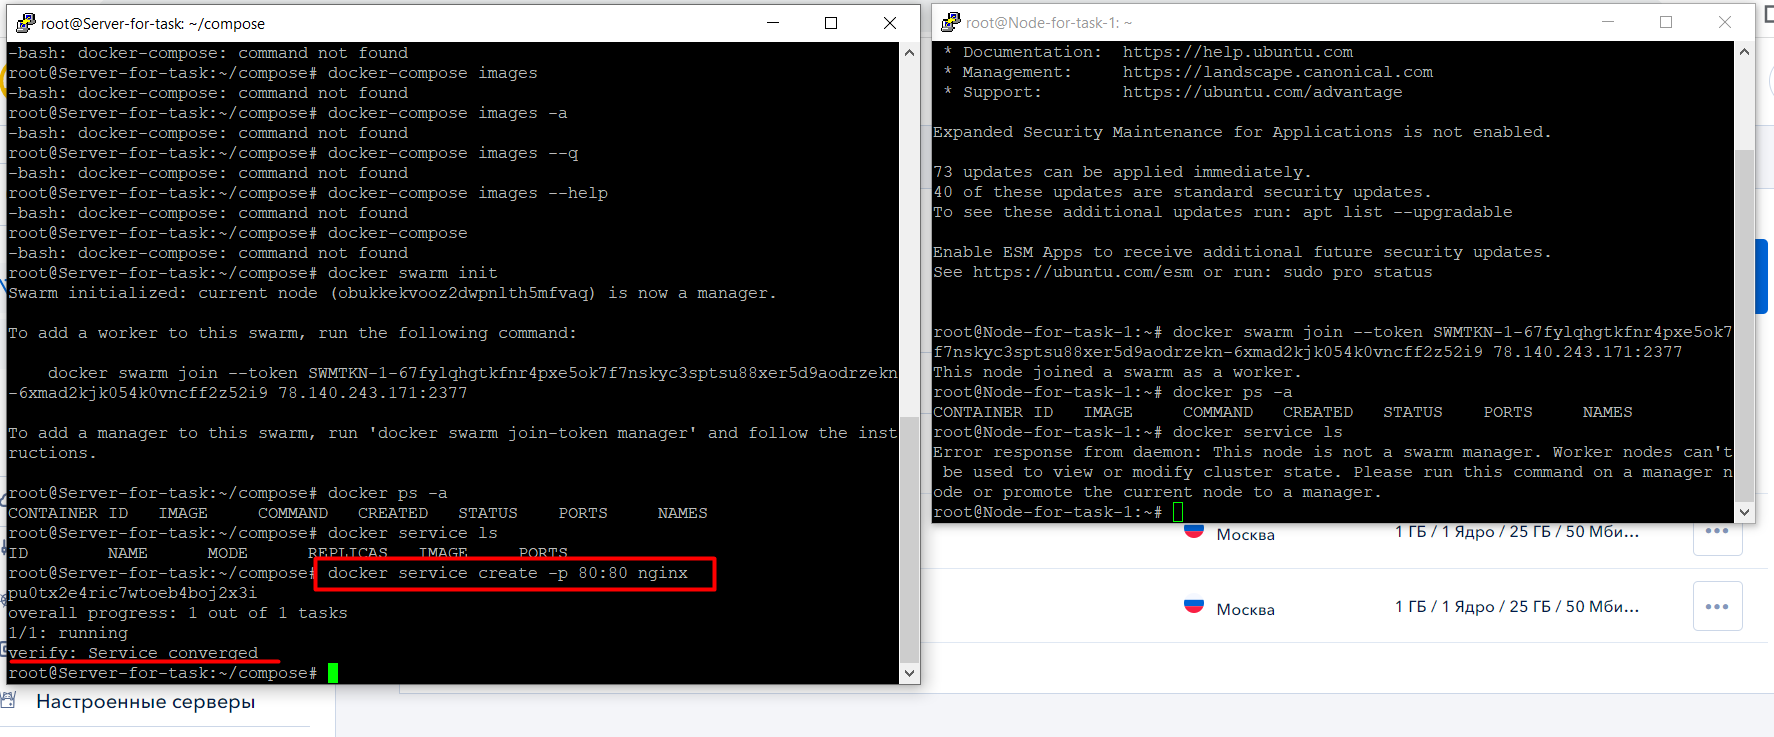 root@Server-for-task: ~/compose
-bash: docker-compose: command not found
root@Server-for-task:~/compose# docker-compose images
-bash: docker-compose: command not found
root@Server-for-task:~/compose# docker-compose images -a
-bash: docker-compose: command not found
root@Server-for-task:~/compose# docker-compose images --q
-bash: docker-compose: command not found
root@Server-for-task:~/compose# docker-compose images --help
-bash: docker-compose: command not found
root@Server-for-task:~/compose# docker-compose
-bash: docker-compose: command not found
root@Server-for-task:~/compose# docker swarm init
Swarm initialized: current node (obukkekvooz2dwpnlth5mfvaq) is now a manager.
To add a worker to this swarm, run the following command:
docker swarm join --token SWMTKN-1-67fylqhgtkfnr4pxe5ok7f7nskyc3sptsu88xer5d9aodrzekn
-6xmad2kjk054k0vncff2z52i9 78.140.243.171:2377
To add a manager to this swarm, run 'docker swarm join-token manager' and follow the inst
ructions.
root@Server-for-task:~/compose# docker ps -a
CONTAINER ID IMAGE COMMAND CREATED STATUS PORTS NAMES
root@Server-for-task:~/compose# docker service ls
ID NAME MODE REPLICAS IMAGE PORTS
root@Server-for-task:~/compose# docker service create -p 80:80 nginx
pu0tx2e4ric7wtoeb4boj2x3i
overall progress: 1 out of 1 tasks
1/1: running
verify: Service converged
root@Server-for-task:~/compose#
root@Node-for-task-1: ~
* Documentation: https://help.ubuntu.com
* Management: https://landscape.canonical.com
* Support: https://ubuntu.com/advantage
Expanded Security Maintenance for Applications is not enabled.
73 updates can be applied immediately.
40 of these updates are standard security updates.
To see these additional updates run: apt list --upgradable
Enable ESM Apps to receive additional future security updates.
See https://ubuntu.com/esm or run: sudo pro status
root@Node-for-task-1:~# docker swarm join --token SWMTKN-1-67fylqhgtkfnr4pxe5ok7
f7nskyc3sptsu88xer5d9aodrzekn-6xmad2kjk054k0vncff2z52i9 78.140.243.171:2377
This node joined a swarm as a worker.
root@Node-for-task-1:~# docker ps -a
CONTAINER ID IMAGE COMMAND CREATED STATUS PORTS NAMES
root@Node-for-task-1:~# docker service ls
Error response from daemon: This node is not a swarm manager. Worker nodes can't
be used to view or modify cluster state. Please run this command on a manager n
ode or promote the current node to a manager.
root@Node-for-task-1:~#
Москва 1 ГБ / 1 Ядро / 25 ГБ / 50 Мби...
Москва 1 ГБ / 1 Ядро / 25 ГБ / 50 Мби...
Настроенные серверы